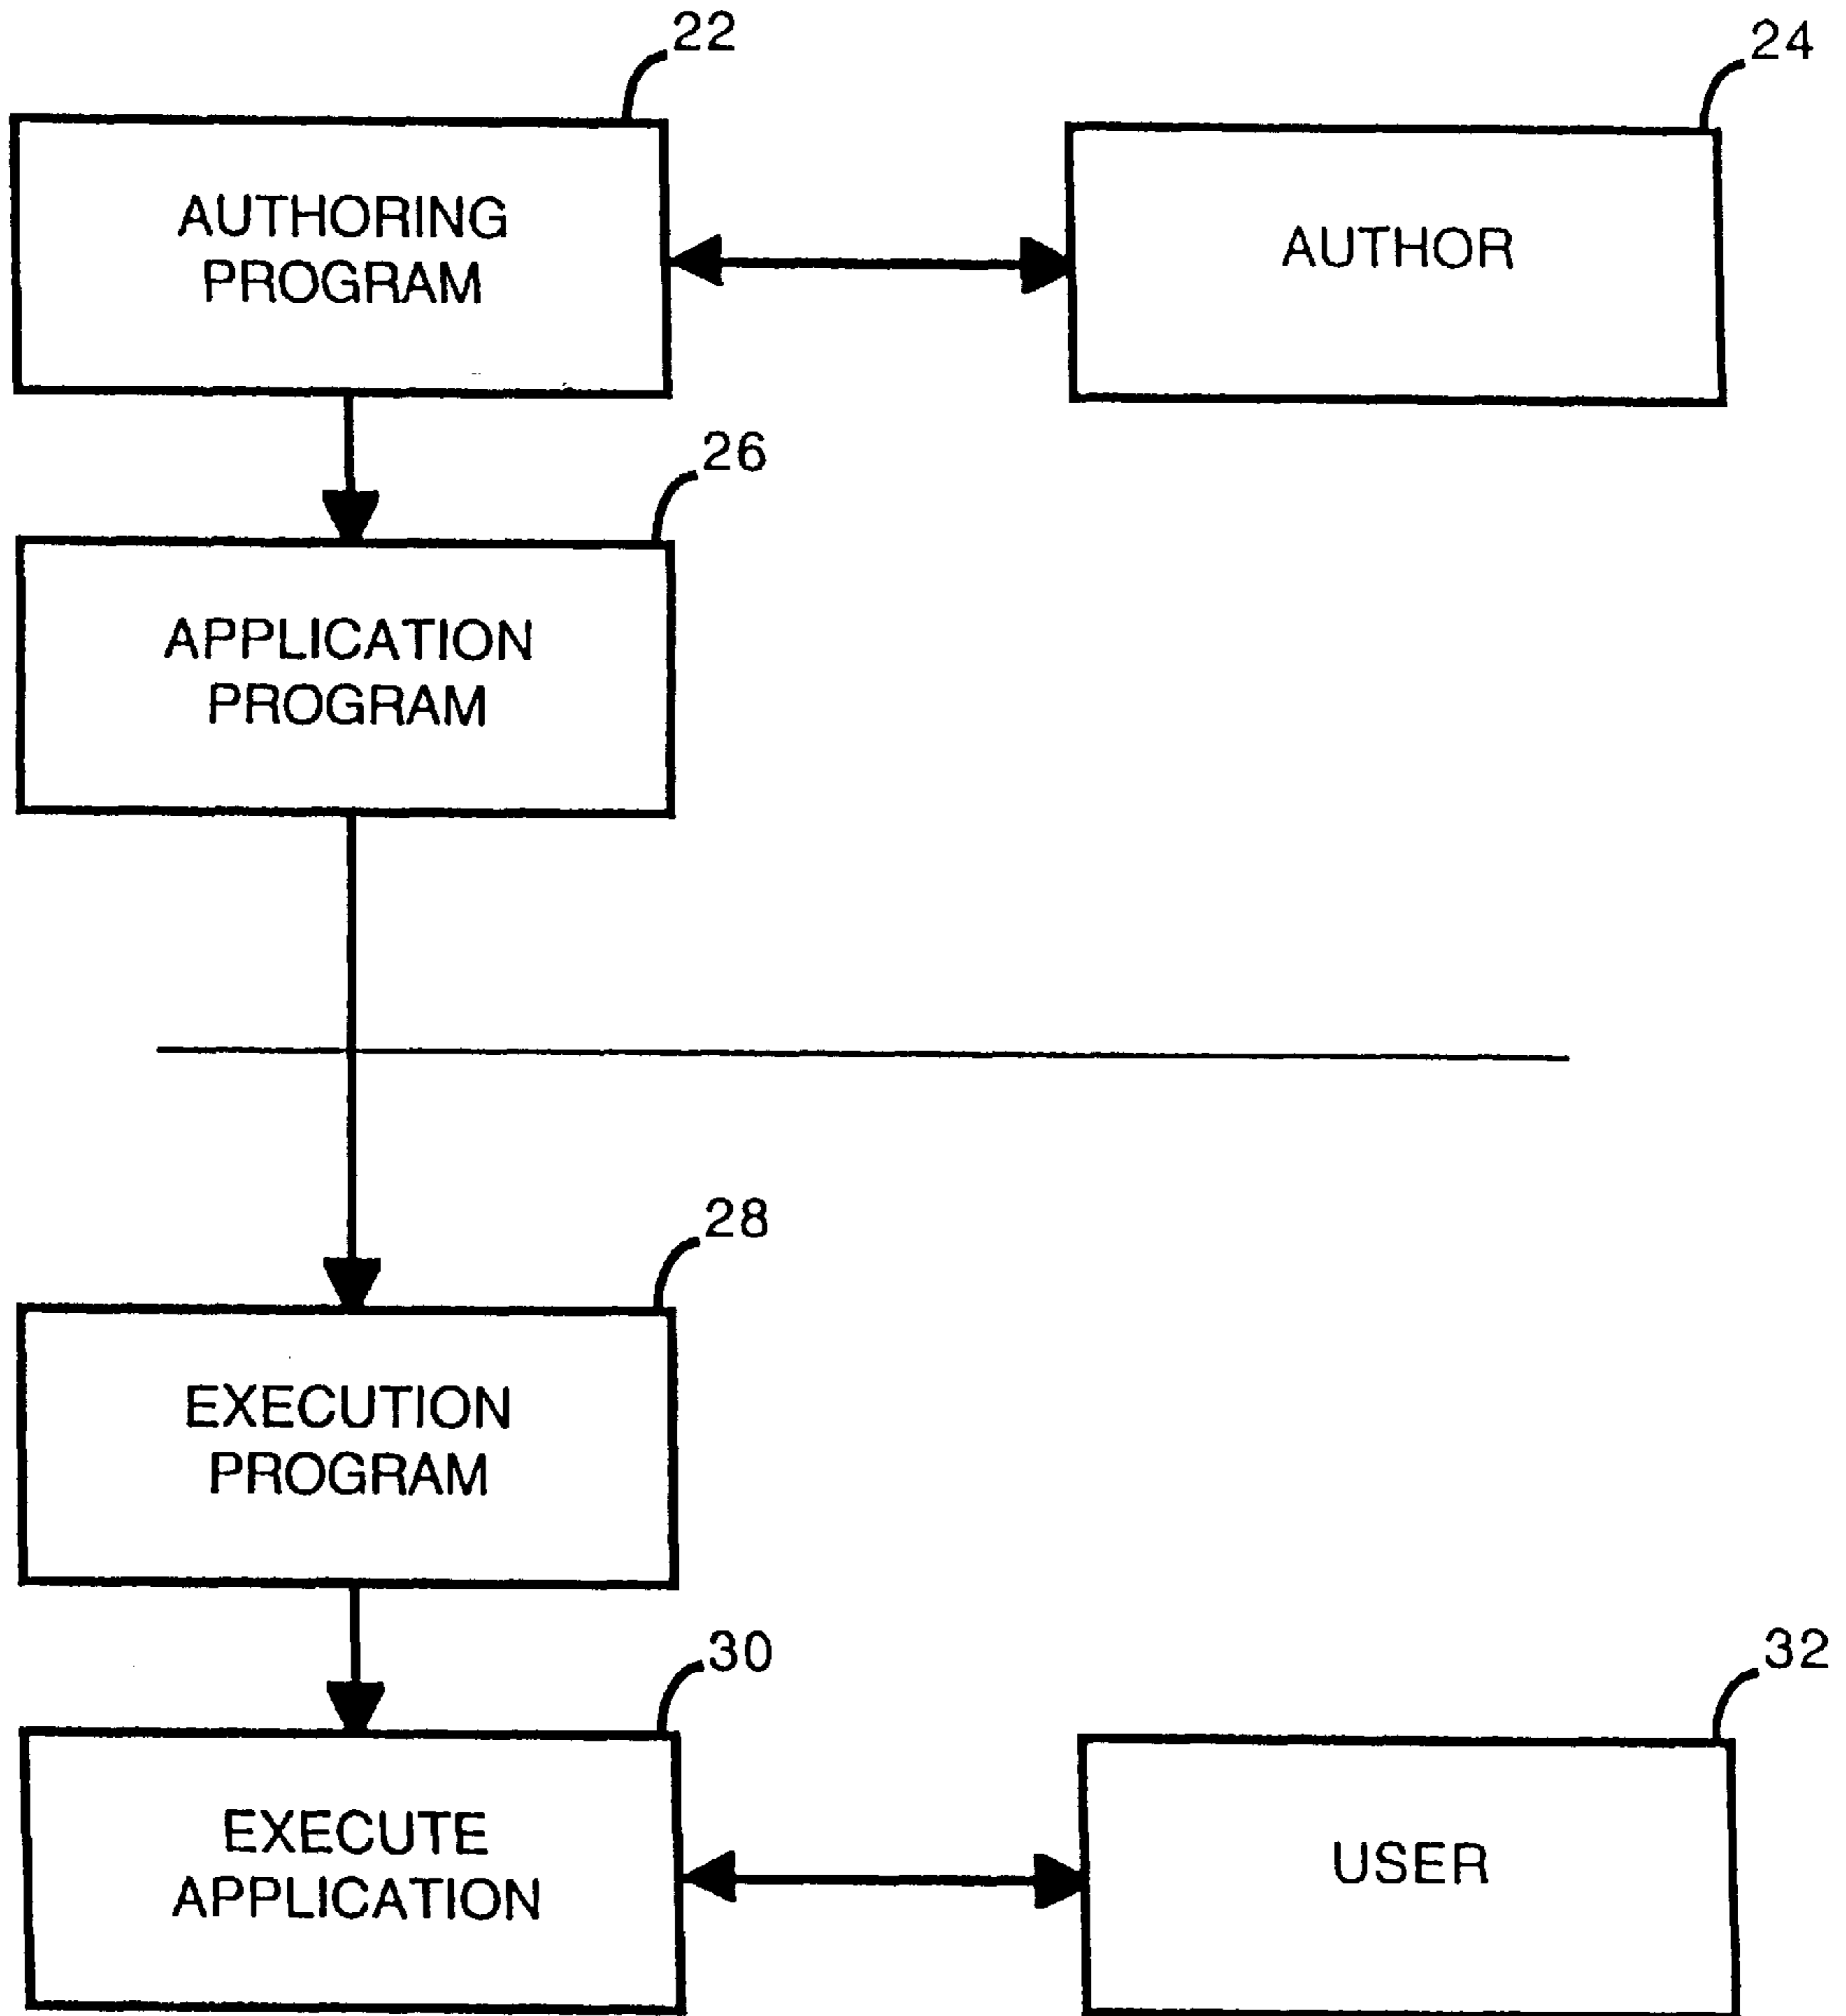 22
24
AUTHORING
PROGRAM
AUTHOR
26
APPLICATION
PROGRAM
28
EXECUTION
PROGRAM
30
32
EXECUTE
APPLICATION
USER